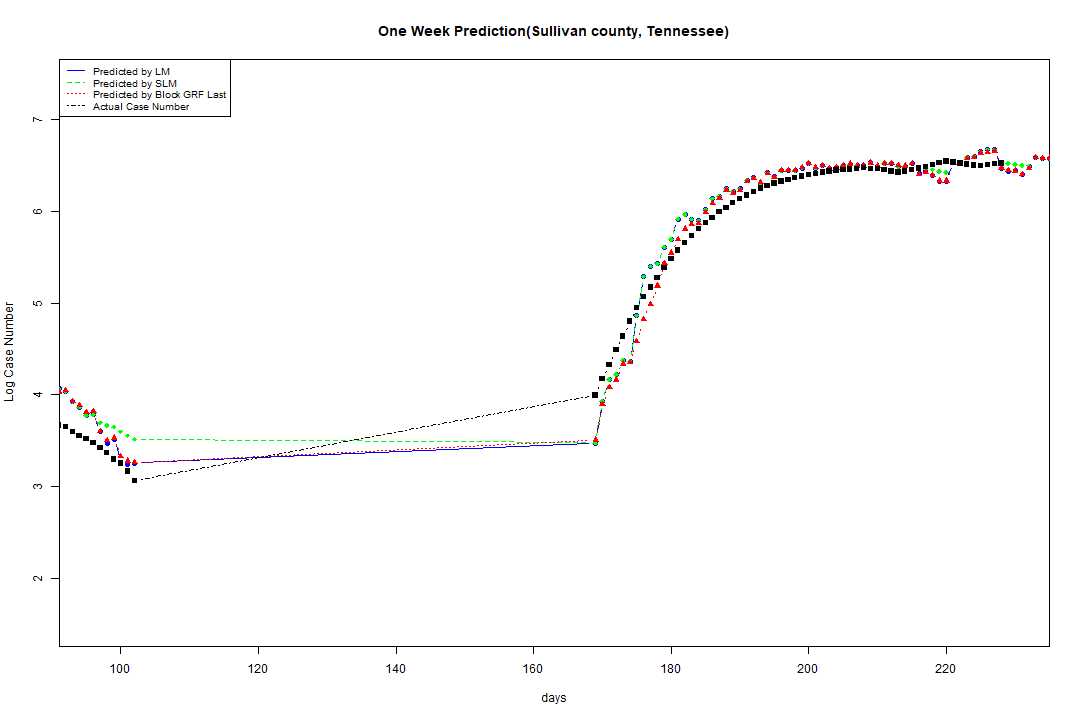 One Week Prediction(Sullivan county, Tennessee)
Predicted by LM
Predicted by SLM
Predicted by Block GRF Last
Actual Case Number
7
6
5
4
3
2
Log Case Number
100 120 140 160 180 200 220
days